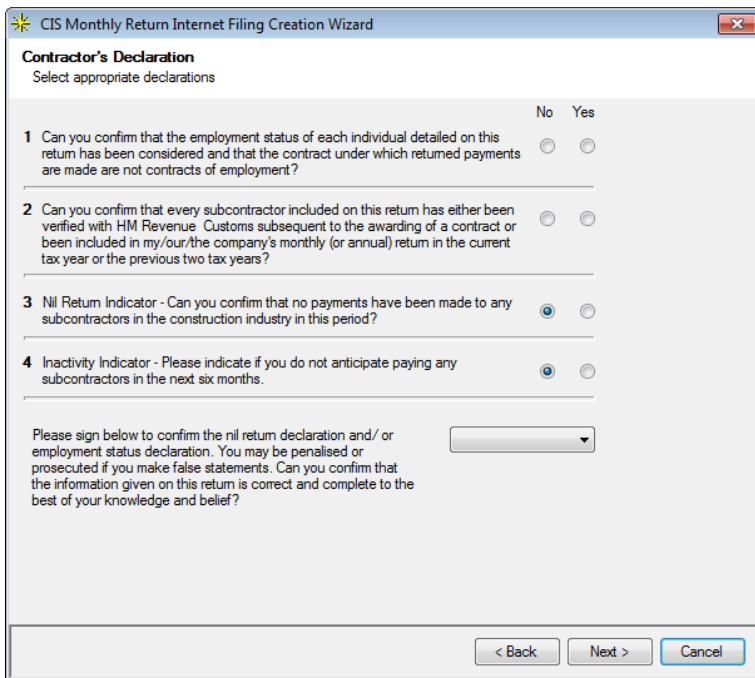 CIS Monthly Return Internet Filing Creation Wizard
Contractor's Declaration
Select appropriate declarations
No Yes
1 Can you confirm that the employment status of each individual detailed on this
return has been considered and that the contract under which returned payments
are made are not contracts of employment?
2 Can you confirm that every subcontractor included on this return has either been
verified with HM Revenue Customs subsequent to the awarding of a contract or
been included in my/our/the company's monthly (or annual) return in the current
tax year or the previous two tax years?
3 Nil Return Indicator - Can you confirm that no payments have been made to any
subcontractors in the construction industry in this period?
4 Inactivity Indicator - Please indicate if you do not anticipate paying any
subcontractors in the next six months.
Please sign below to confirm the nil return declaration and/ or
employment status declaration. You may be penalised or
prosecuted if you make false statements. Can you confirm that
the information given on this return is correct and complete to the
best of your knowledge and belief?
< Back Next > Cancel